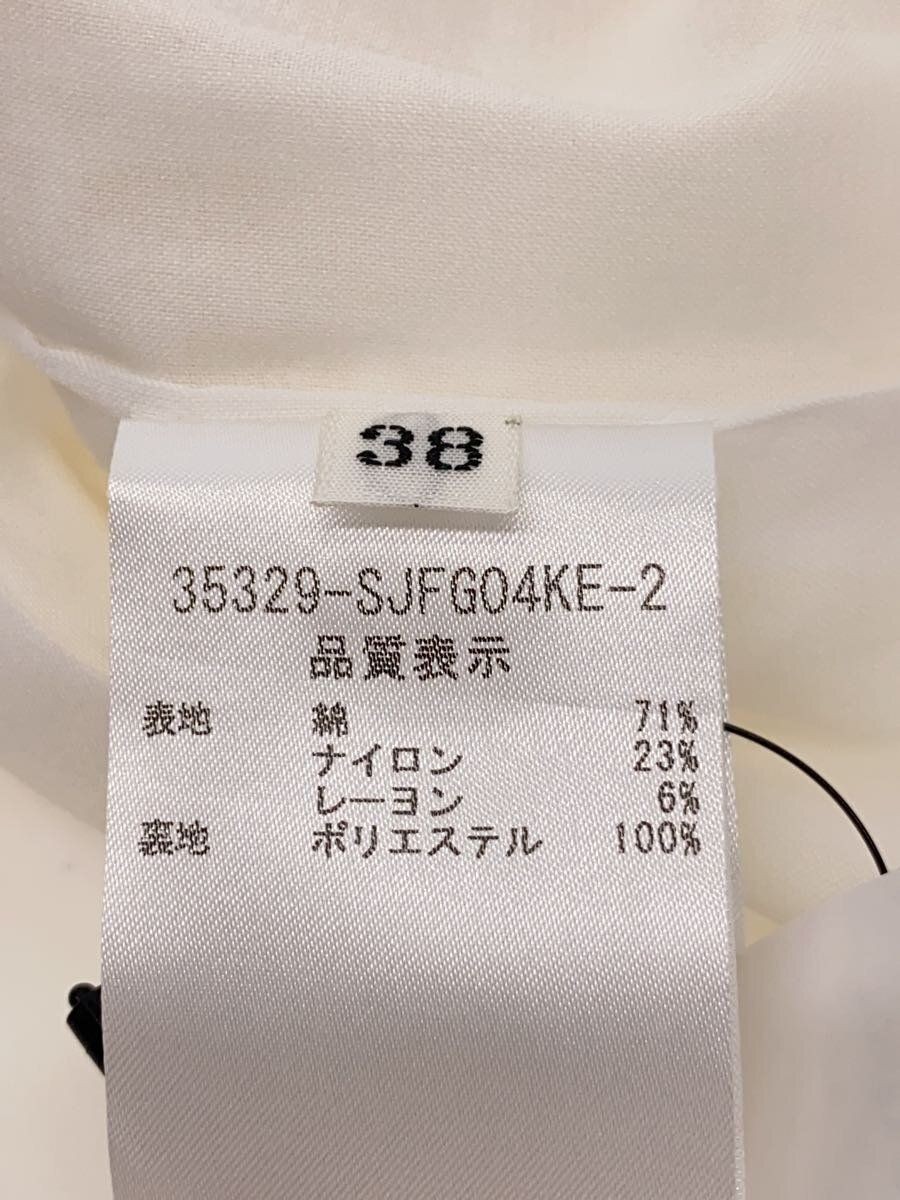 38
35329-SJFG04KE-2
品質表示
表地 綿 71%
ナイロン 23%
レーヨン 6%
裏地 ポリエステル 100%